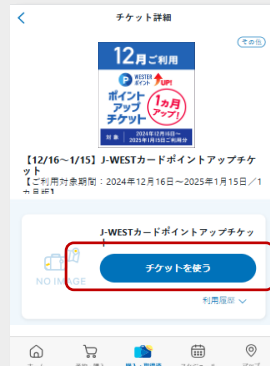 チケット詳細
その他
12月ご利用
P WESTER ポイント UP!
ポイント
アップ
チケット
1ヵ月
アップ!
対象
2024年12月16日～
2025年1月15日ご利用分
【12/16～1/15】J-WESTカードポイントアップチケ
ット
【ご利用対象期間：2024年12月16日～2025年1月15日／1
カ月版】
J-WESTカードポイントアップチケッ
ト
NO IMAGE
チケットを使う
利用履歴
ホーム